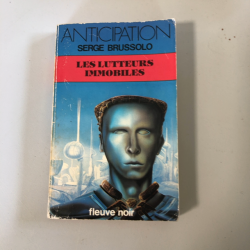 ANTICIPATION
SERGE BRUSSOLO
LES LUTTEURS
IMMOBILES
fleuve noir